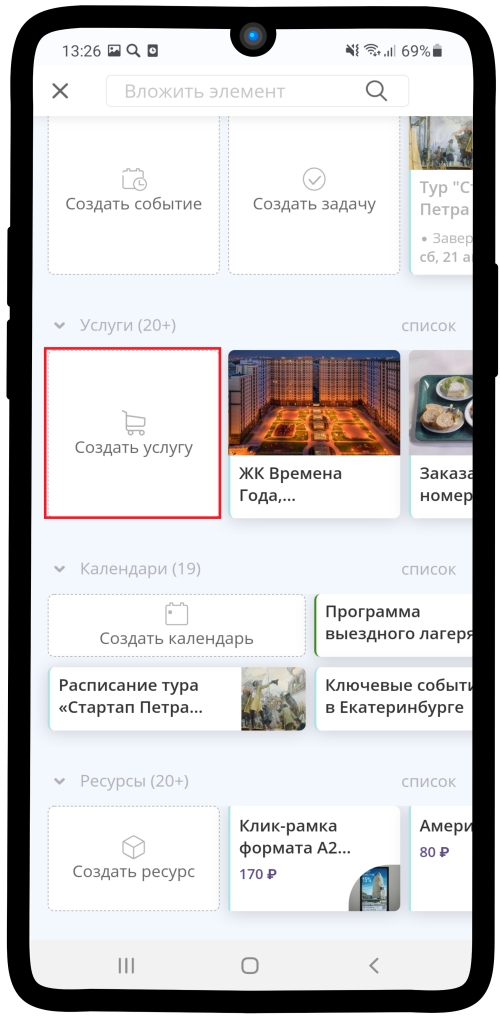 13:26
69%
Вложить элемент
Создать событие
Создать задачу
Тур "Ст
Петра
• Завер
сб, 21 а
Услуги (20+)
список
Создать услугу
ЖК Времена
Года,...
Заказа
номер
Календари (19)
список
Создать календарь
Программа
выездного лагеря
Расписание тура
«Стартап Петра...
Ключевые событи
в Екатеринбурге
Ресурсы (20+)
список
Создать ресурс
Клик-рамка
формата А2...
170 ₽
Амери
80 ₽